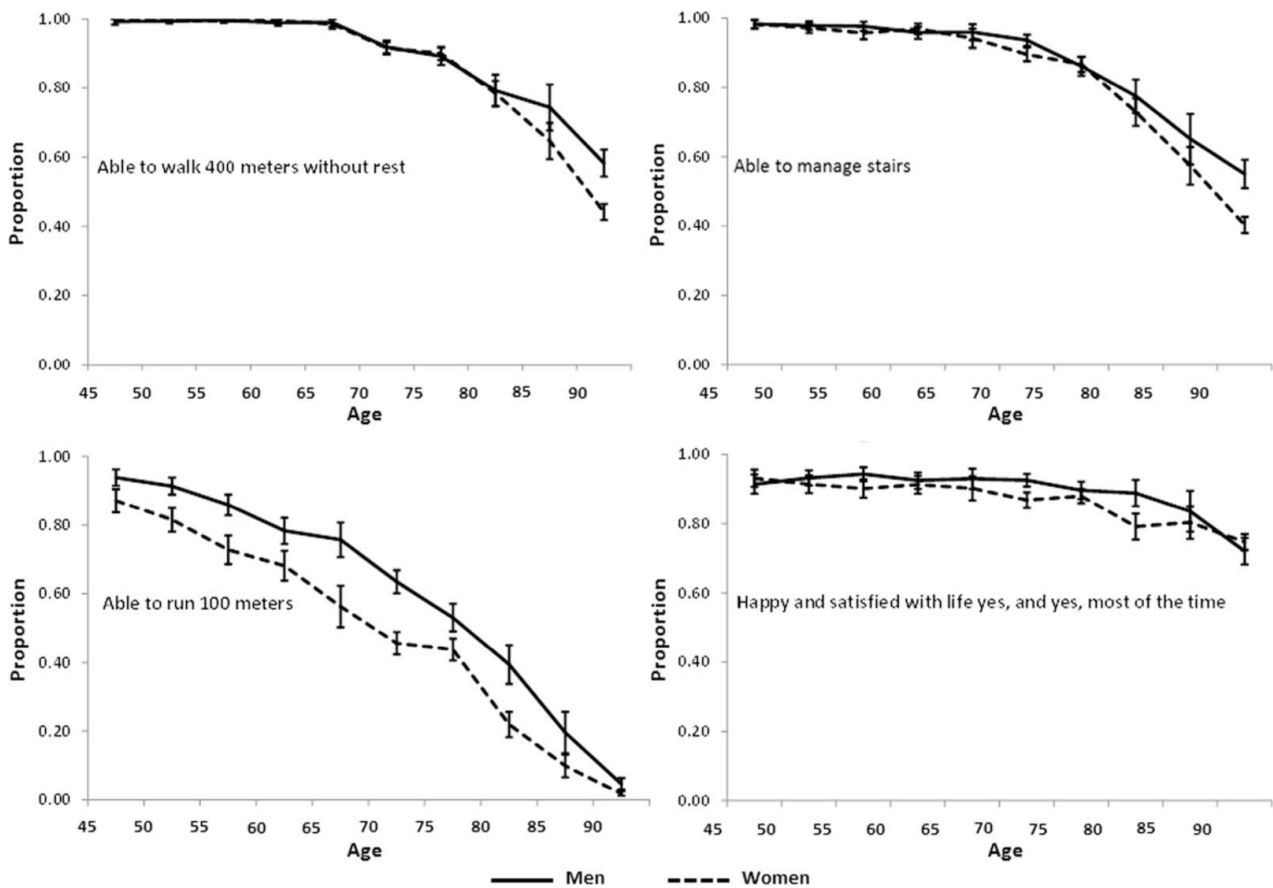 1.00
0.80
0.60
0.40
0.20
0.00
Proportion
Able to walk 400 meters without rest
45 50 55 60 65 70 75 80 85 90
Age
1.00
0.80
0.60
0.40
0.20
0.00
Proportion
Able to manage stairs
45 50 55 60 65 70 75 80 85 90
Age
1.00
0.80
0.60
0.40
0.20
0.00
Proportion
Able to run 100 meters
45 50 55 60 65 70 75 80 85 90
Age
1.00
0.80
0.60
0.40
0.20
0.00
Proportion
Happy and satisfied with life yes, and yes, most of the time
45 50 55 60 65 70 75 80 85 90
Age
Men Women